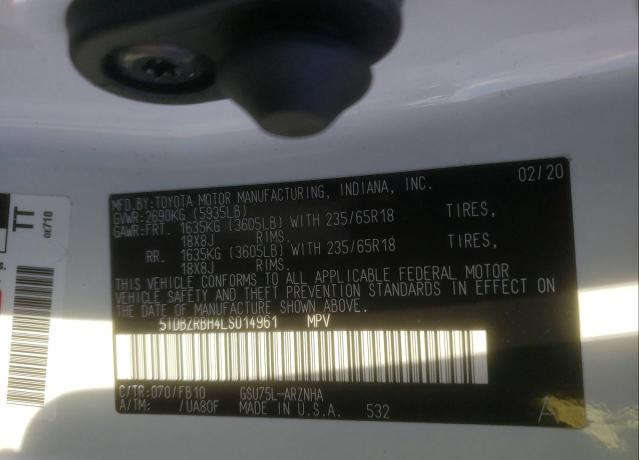 MFD.BY:TOYOTA MOTOR MANUFACTURING, INDIANA, INC. 02/20
GVWR:2690KG (5935LB)
GAWR:FRT. 1635KG (3605LB) WITH 235/65R18 TIRES,
18X8J RIMS.
RR. 1635KG (3605LB) WITH 235/65R18 TIRES,
18X8J RIMS.
THIS VEHICLE CONFORMS TO ALL APPLICABLE FEDERAL MOTOR
VEHICLE SAFETY AND THEFT PREVENTION STANDARDS IN EFFECT ON
THE DATE OF MANUFACTURE SHOWN ABOVE.
5TDBZRBH4LS014961 MPV
C/TR:070/FB10 GSU75L-ARZNHA
A/TM: /UA80F MADE IN U.S.A. 532 A
TT